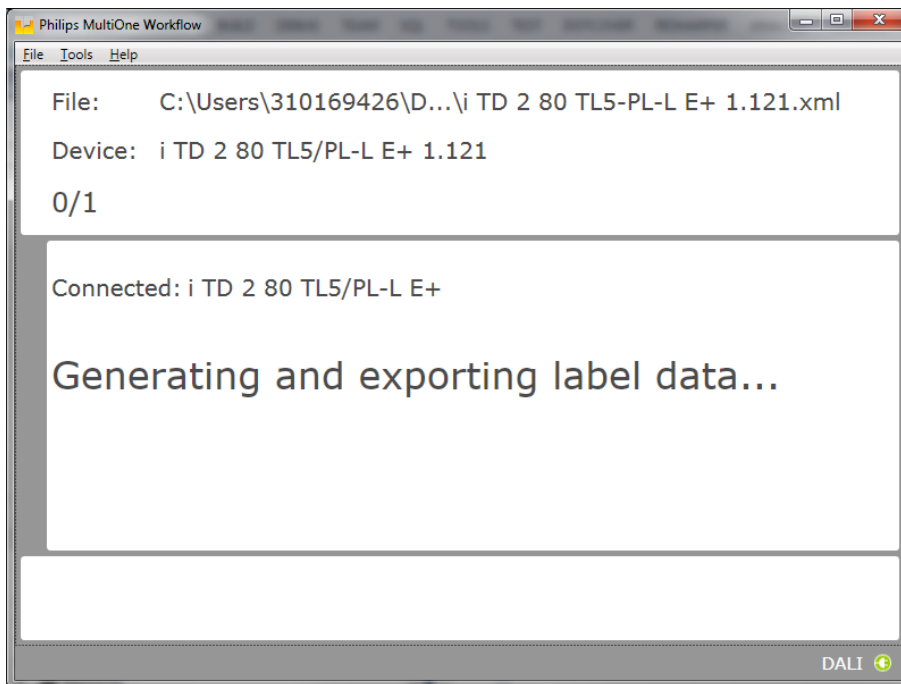 Philips MultiOne Workflow
File Tools Help
File: C:\Users\310169426\D...\i TD 2 80 TL5-PL-L E+ 1.121.xml
Device: i TD 2 80 TL5/PL-L E+ 1.121
0/1
Connected: i TD 2 80 TL5/PL-L E+
Generating and exporting label data...
DALI